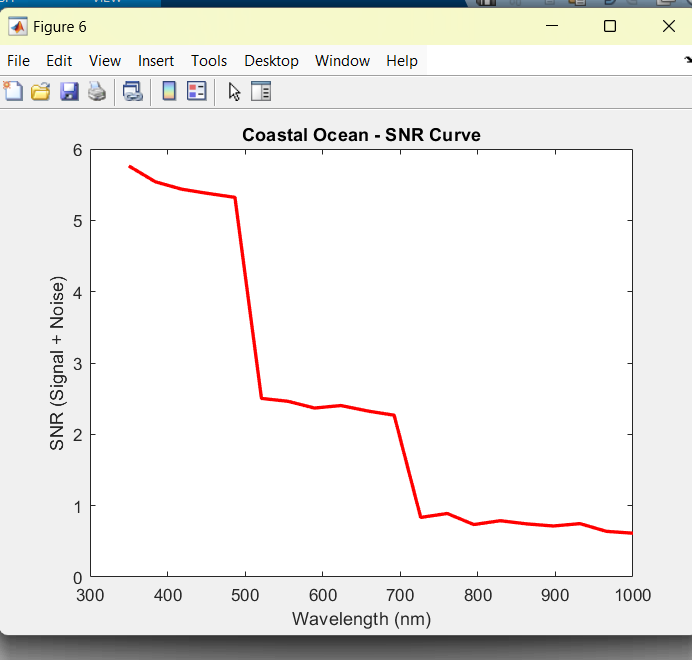 VIEW
Figure 6
File Edit View Insert Tools Desktop Window Help
Coastal Ocean - SNR Curve
6
5
4
3
2
1
0
SNR (Signal + Noise)
300 400 500 600 700 800 900 1000
Wavelength (nm)